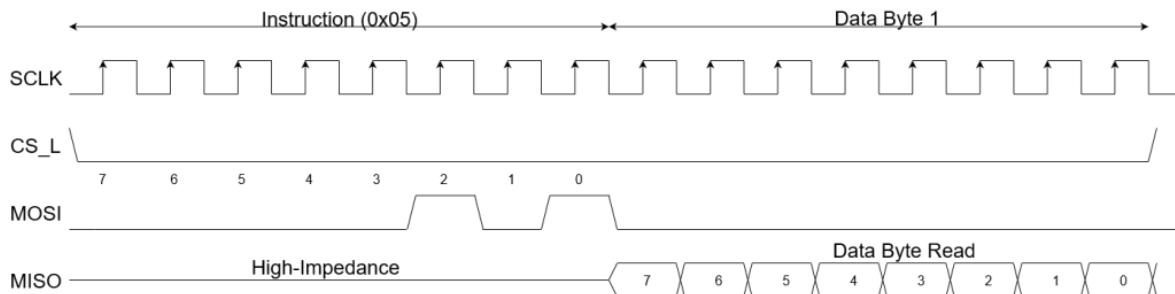 Instruction (0x05) Data Byte 1
SCLK
CS_L
7 6 5 4 3 2 1 0
MOSI
High-Impedance Data Byte Read
MISO 7 6 5 4 3 2 1 0